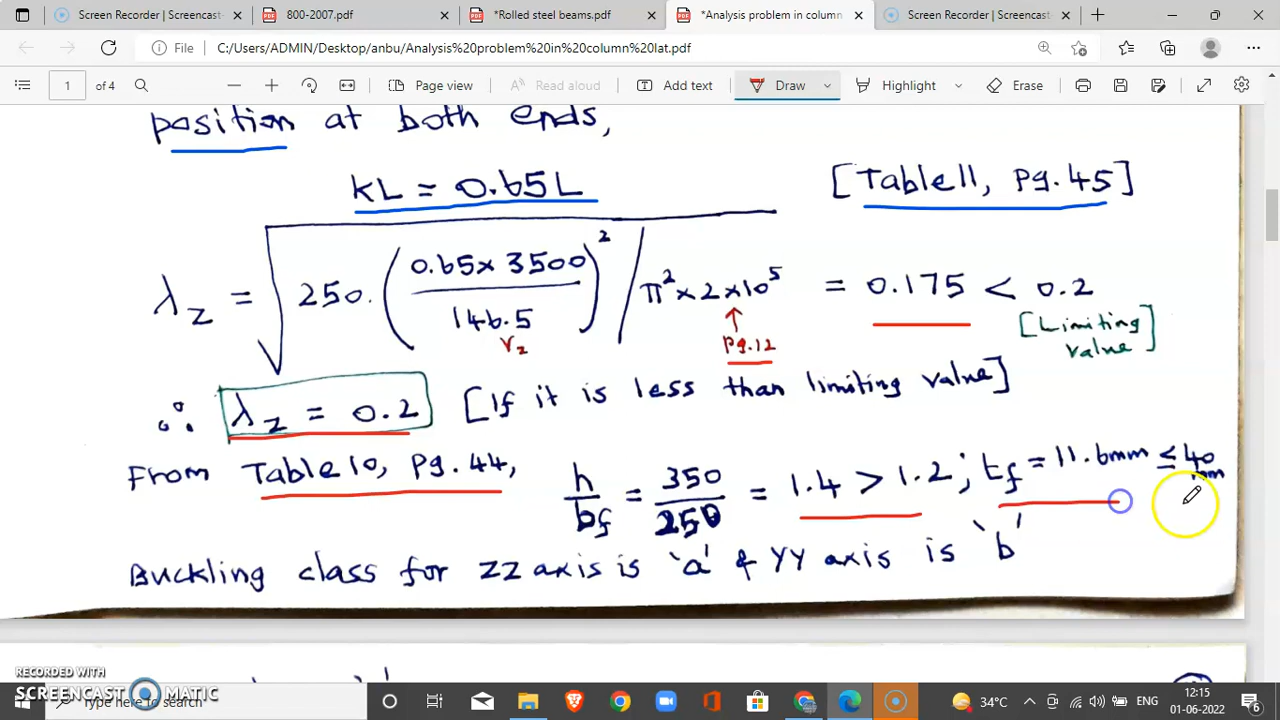 Screen Recorder | Screencast-
800-2007.pdf
*Rolled steel beams.pdf
*Analysis problem in column
Screen Recorder | Screencast-
File
C:/Users/ADMIN/Desktop/anbu/Analysis%20problem%20in%20column%20lat.pdf
1 of 4
Page view
Read aloud
Add text
Draw
Highlight
Erase
position at both ends,
KL = 0.65L [Table11, Pg.45]
λz = √250.(0.65x 3500/146.5)²/π²×2×10⁵ = 0.175 < 0.2
rz
Pg.12
[Limiting value]
∴ λz = 0.2 [If it is less than limiting value]
From Table10, Pg.44, h/bf = 350/250 = 1.4 > 1.2; tf = 11.6mm ≤ 40 mm
Buckling class for ZZ axis is 'a' & YY axis is 'b'
RECORDED WITH
SCREENCAST MATIC
Type here to search
34°C
ENG
12:15
01-06-2022
6